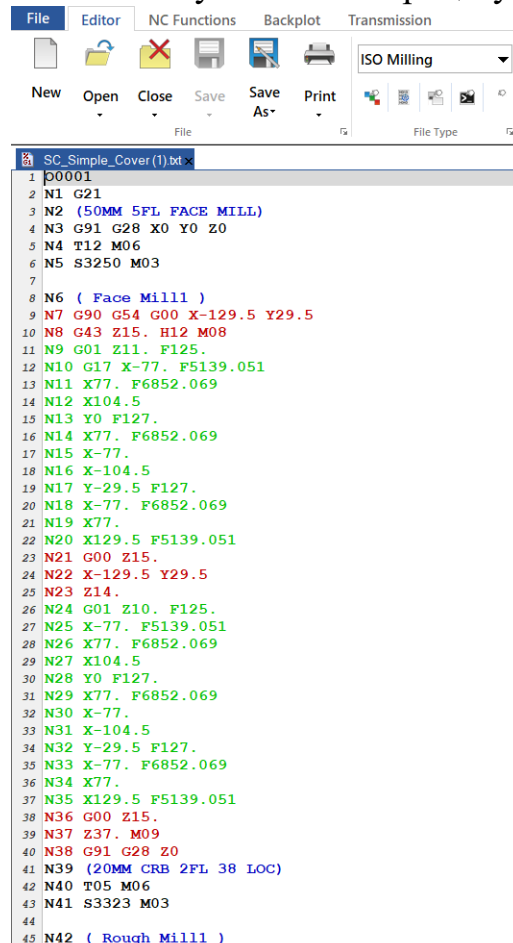 File Editor NC Functions Backplot Transmission
ISO Milling
New Open Close Save Save As Print
File File Type
SC_Simple_Cover (1).txt
1 O0001
2 N1 G21
3 N2 (50MM 5FL FACE MILL)
4 N3 G91 G28 X0 Y0 Z0
5 N4 T12 M06
6 N5 S3250 M03
7
8 N6 ( Face Mill1 )
9 N7 G90 G54 G00 X-129.5 Y29.5
10 N8 G43 Z15. H12 M08
11 N9 G01 Z11. F125.
12 N10 G17 X-77. F5139.051
13 N11 X77. F6852.069
14 N12 X104.5
15 N13 Y0 F127.
16 N14 X77. F6852.069
17 N15 X-77.
18 N16 X-104.5
19 N17 Y-29.5 F127.
20 N18 X-77. F6852.069
21 N19 X77.
22 N20 X129.5 F5139.051
23 N21 G00 Z15.
24 N22 X-129.5 Y29.5
25 N23 Z14.
26 N24 G01 Z10. F125.
27 N25 X-77. F5139.051
28 N26 X77. F6852.069
29 N27 X104.5
30 N28 Y0 F127.
31 N29 X77. F6852.069
32 N30 X-77.
33 N31 X-104.5
34 N32 Y-29.5 F127.
35 N33 X-77. F6852.069
36 N34 X77.
37 N35 X129.5 F5139.051
38 N36 G00 Z15.
39 N37 Z37. M09
40 N38 G91 G28 Z0
41 N39 (20MM CRB 2FL 38 LOC)
42 N40 T05 M06
43 N41 S3323 M03
44
45 N42 ( Rough Mill1 )